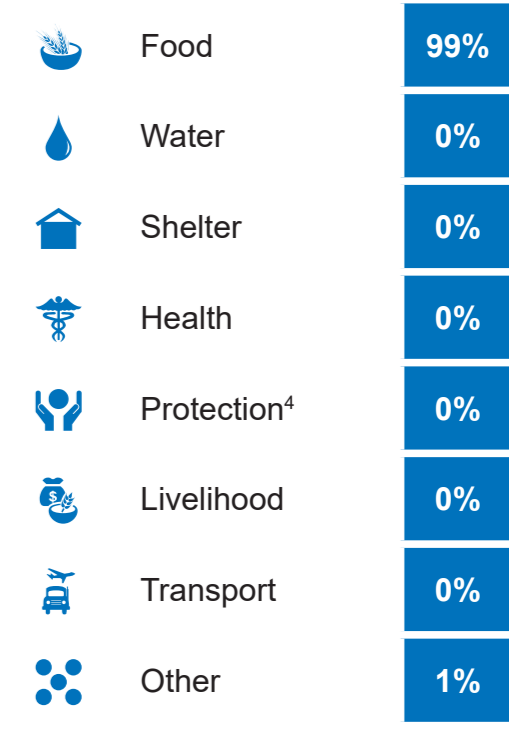 Food 99%
Water 0%
Shelter 0%
Health 0%
Protection⁴ 0%
$ Livelihood 0%
Transport 0%
Other 1%